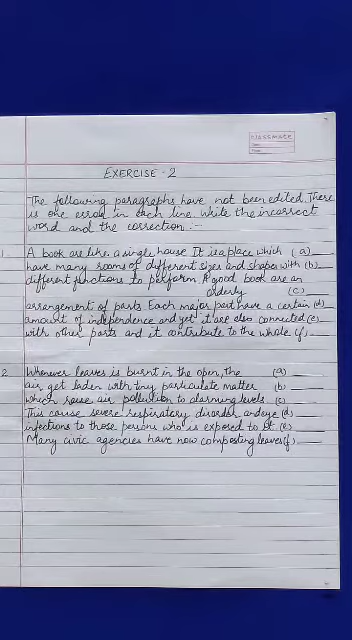 classmate
Date
Page
EXERCISE - 2
The following paragraphs have not been edited. There
is one error in each line. Write the incorrect
word and the correction :-
1. A book are like a single house It is a place which (a)
have many rooms of different sizes and shapes with (b)
different functions to perform A good book are an
orderly (c)
arrangement of parts Each major part have a certain (d)
amount of independence and yet it are also connected (e)
with other parts and it contribute to the whole (f)
2. Whenever leaves is burnt in the open, the (a)
air get laden with tiny particulate matter (b)
which raise air pollution to alarming levels (c)
This cause severe respiratory disorder and eye (d)
infections to those persons who is exposed to it. (e)
Many civic agencies have now composting leaves (f)